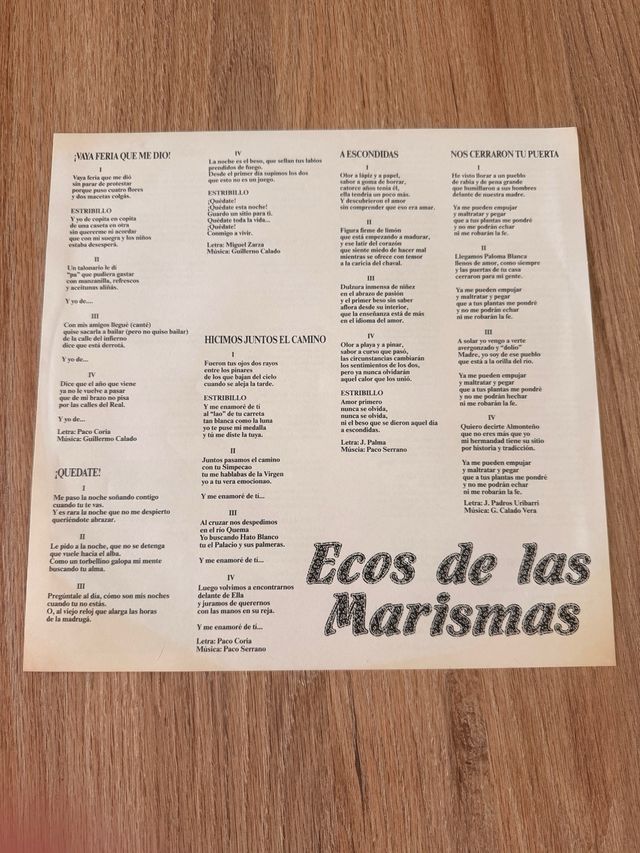 ¡VAYA FERIA QUE ME DIO!
I
Vaya feria que me dió
sin parar de protestar
porque puso cuatro flores
y dos macetas colgás.
ESTRIBILLO
Y yo de copita en copita
de una caseta en otra
sin quererme ni acordar
que con mi suegra y los niños
estaba desesperá.
II
Un talonario le di
"pa" que pudiera gastar
con manzanilla, refrescos
y aceitunas aliñás.
Y yo de....
III
Con mis amigos llegué (canté)
quise sacarla a bailar (pero no quiso bailar)
de la calle del infierno
dice que está derrotá.
Y yo de...
IV
Dice que el año que viene
ya no le vuelve a pasar
que de mi brazo no pisa
por las calles del Real.
Y yo de...
Letra: Paco Coria
Música: Guillermo Calado
¡QUEDATE!
I
Me paso la noche soñando contigo
cuando tu te vas.
Y es rara la noche que no me despierto
queriéndote abrazar.
II
Le pido a la noche, que no se detenga
que vuele hacia el alba.
Como un torbellino galopa mi mente
buscando tu alma.
III
Pregúntale al día, cómo son mis noches
cuando tu no estás.
O, al viejo reloj que alarga las horas
de la madrugá.
IV
La noche es el beso, que sellan tus labios
prendidos de fuego.
Desde el primer día supimos los dos
que esto no es un juego.
ESTRIBILLO
¡Quédate!
¡Quédate esta noche!
Guardo un sitio para ti.
Quédate toda la vida...
¡Quédate!
Conmigo a vivir.
Letra: Miguel Zarza
Música: Guillermo Calado
HICIMOS JUNTOS EL CAMINO
I
Fueron tus ojos dos rayos
entre los pinares
de los que bajan del cielo
cuando se aleja la tarde.
ESTRIBILLO
Y me enamoré de ti
al "lao" de tu carreta
tan blanca como la luna
yo te puse mi medalla
y tú me diste la tuya.
II
Juntos pasamos el camino
con tu Simpecao
tu me hablabas de la Virgen
yo a tu vera emocionao.
Y me enamoré de ti...
III
Al cruzar nos despedimos
en el río Quema
Yo buscando Hato Blanco
tu el Palacio y sus palmeras.
Y me enamoré de ti...
IV
Luego volvimos a encontrarnos
delante de Ella
y juramos de querernos
con las manos en su reja.
Y me enamoré de ti...
Letra: Paco Coria
Música: Paco Serrano
A ESCONDIDAS
I
Olor a lápiz y a papel,
sabor a goma de borrar,
catorce años tenía él,
ella tendría un poco más.
Y descubrieron el amor
sin comprender que eso era amar.
II
Figura firme de limón
que está empezando a madurar,
y ese latir del corazón
que siente miedo de hacer mal
mientras se ofrece con temor
a la caricia del chaval.
III
Dulzura inmensa de niñez
en el abrazo de pasión
y el primer beso sin saber
aflora desde su interior,
que la enseñanza está de más
en el idioma del amor.
IV
Olor a playa y a pinar,
sabor a curso que pasó,
las circunstancias cambiarán
los sentimientos de los dos,
pero ya nunca olvidarán
aquel calor que los unió.
ESTRIBILLO
Amor primero
nunca se olvida,
nunca se olvida,
ni el beso que se dieron aquel día
a escondidas.
Letra: J. Palma
Múscia: Paco Serrano
NOS CERRARON TU PUERTA
I
He visto llorar a un pueblo
de rabia y de pena grande
que humillaron a sus hombres
delante de nuestra madre.
Ya me pueden empujar
y maltratar y pegar
que a tus plantas me pondré
y no me podrán echar
ni me robarán la fe.
II
Llegamos Paloma Blanca
llenos de amor, como siempre
y las puertas de tu casa
cerraron para mi gente.
Ya me pueden empujar
y maltatar y pegar
que a tus plantas me pondré
y no me podrán echar
ni me robarán la fe.
III
A solar yo vengo a verte
avergonzado y "dolio"
Madre, yo soy de ese pueblo
que está a la orilla del río.
Ya me pueden empujar
y maltatar y pegar
que a tus plantas me pondré
y no me podrán hechar
ni me robarán la fe.
IV
Quiero decirte Almonteño
que no eres más que yo
mi hermandad tiene su sitio
por historia y tradicción.
Ya me pueden empujar
y maltatar y pegar
que a tus plantas me pondré
y no me podrán echar
ni me robarán la fe.
Letra: J. Padros Uribarri
Música: G. Calado Vera
Ecos de las
Marismas